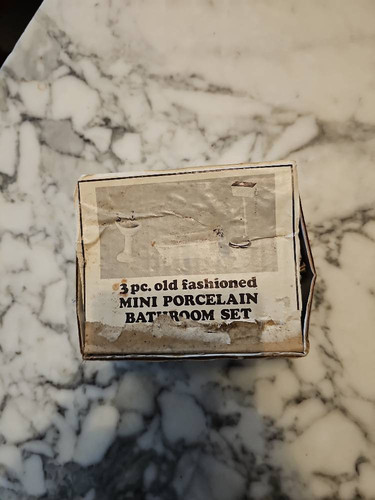 3 pc. old fashioned
MINI PORCELAIN
BATHROOM SET